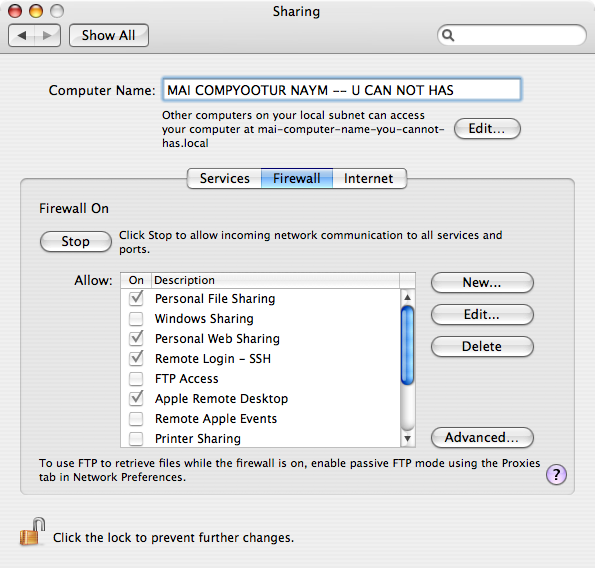 Sharing
Show All
Computer Name: MAI COMPYOOTUR NAYM -- U CAN NOT HAS
Other computers on your local subnet can access
your computer at mai-computer-name-you-cannot-
has.local
Edit...
Services Firewall Internet
Firewall On
Stop
Click Stop to allow incoming network communication to all services and
ports.
Allow:
On Description
Personal File Sharing
Windows Sharing
Personal Web Sharing
Remote Login - SSH
FTP Access
Apple Remote Desktop
Remote Apple Events
Printer Sharing
New...
Edit...
Delete
Advanced...
To use FTP to retrieve files while the firewall is on, enable passive FTP mode using the Proxies
tab in Network Preferences.
?
Click the lock to prevent further changes.